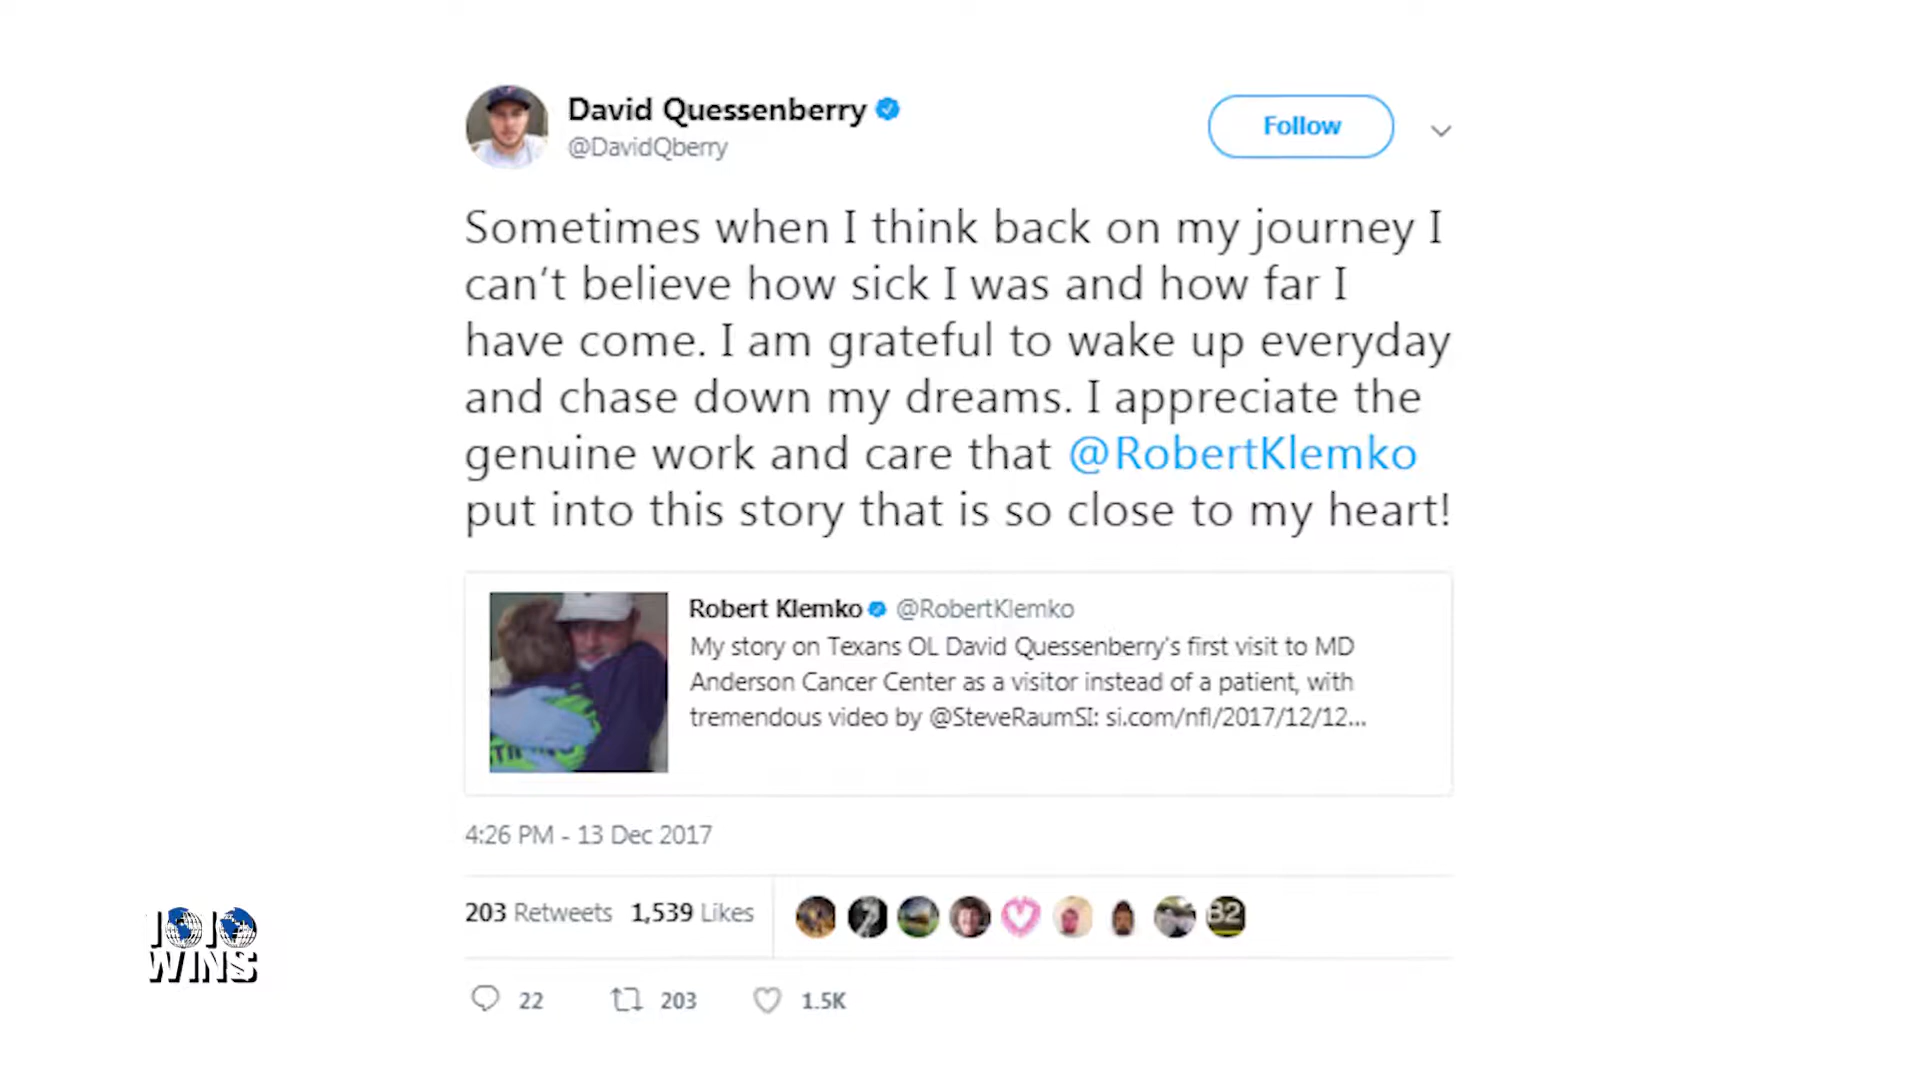 David Quessenberry
@DavidQberry
Follow
Sometimes when I think back on my journey I
can't believe how sick I was and how far I
have come. I am grateful to wake up everyday
and chase down my dreams. I appreciate the
genuine work and care that @RobertKlemko
put into this story that is so close to my heart!
Robert Klemko @RobertKlemko
My story on Texans OL David Quessenberry's first visit to MD
Anderson Cancer Center as a visitor instead of a patient, with
tremendous video by @SteveRaumSI: si.com/nfl/2017/12/12...
4:26 PM - 13 Dec 2017
203 Retweets 1,539 Likes
82
22 203 1.5K
1010
WINS